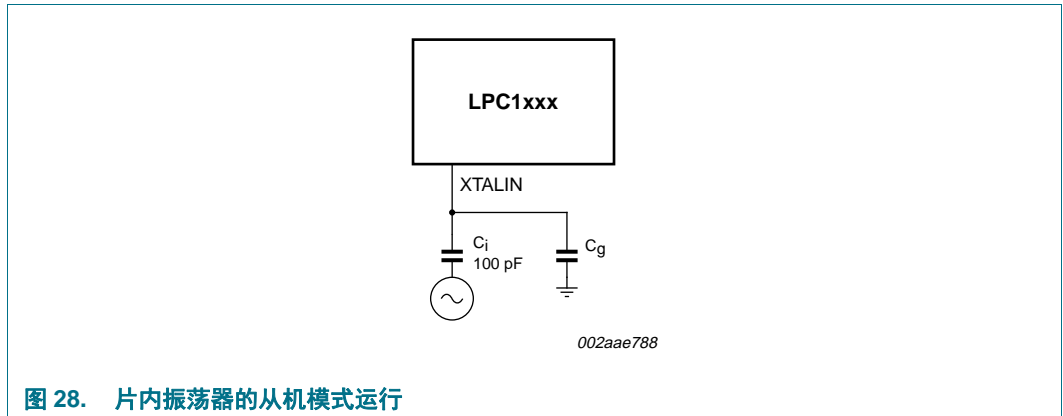 LPC1xxx
XTALIN
Ci
100 pF
Cg
002aae788
图 28. 片内振荡器的从机模式运行